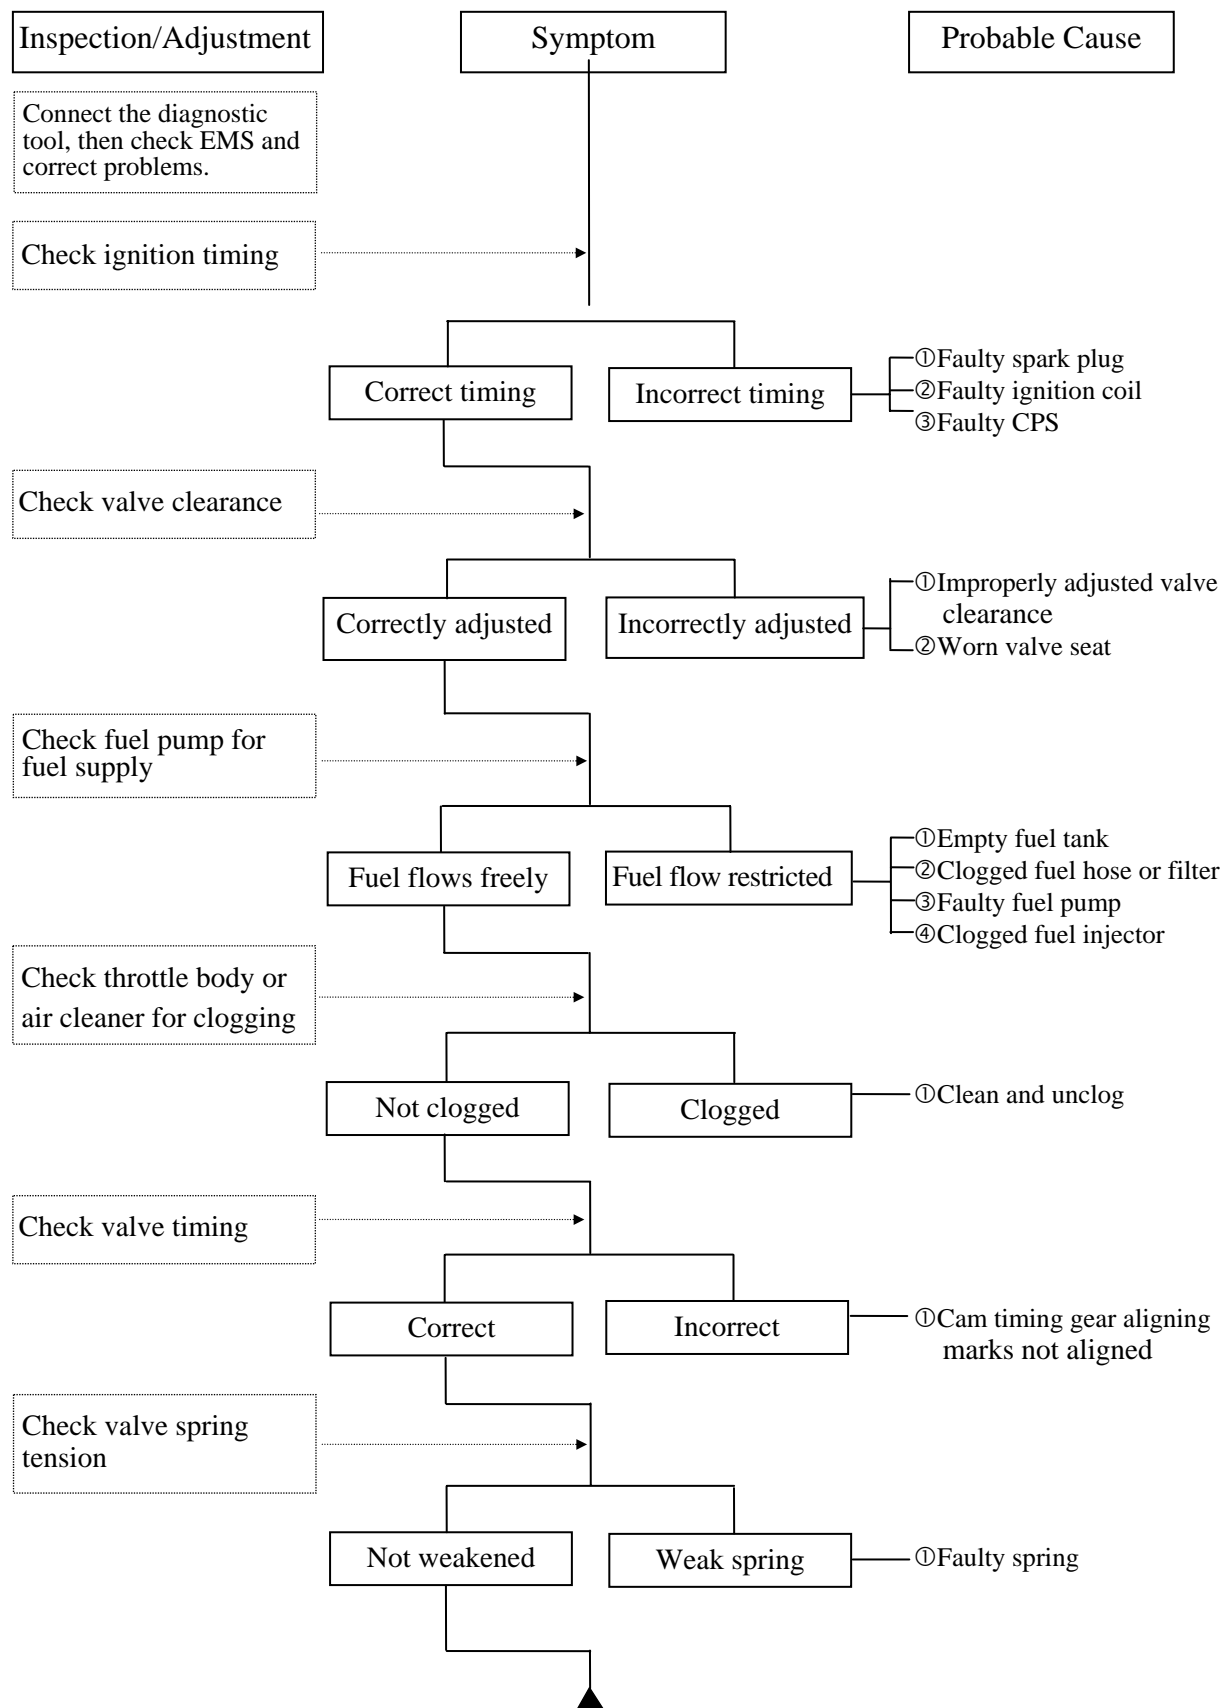 Inspection/Adjustment
Symptom
Probable Cause
Connect the diagnostic
tool, then check EMS and
correct problems.
Check ignition timing
Correct timing
Incorrect timing
①Faulty spark plug
②Faulty ignition coil
③Faulty CPS
Check valve clearance
Correctly adjusted
Incorrectly adjusted
①Improperly adjusted valve
clearance
②Worn valve seat
Check fuel pump for
fuel supply
Fuel flows freely
Fuel flow restricted
①Empty fuel tank
②Clogged fuel hose or filter
③Faulty fuel pump
④Clogged fuel injector
Check throttle body or
air cleaner for clogging
Not clogged
Clogged
①Clean and unclog
Check valve timing
Correct
Incorrect
①Cam timing gear aligning
marks not aligned
Check valve spring
tension
Not weakened
Weak spring
①Faulty spring